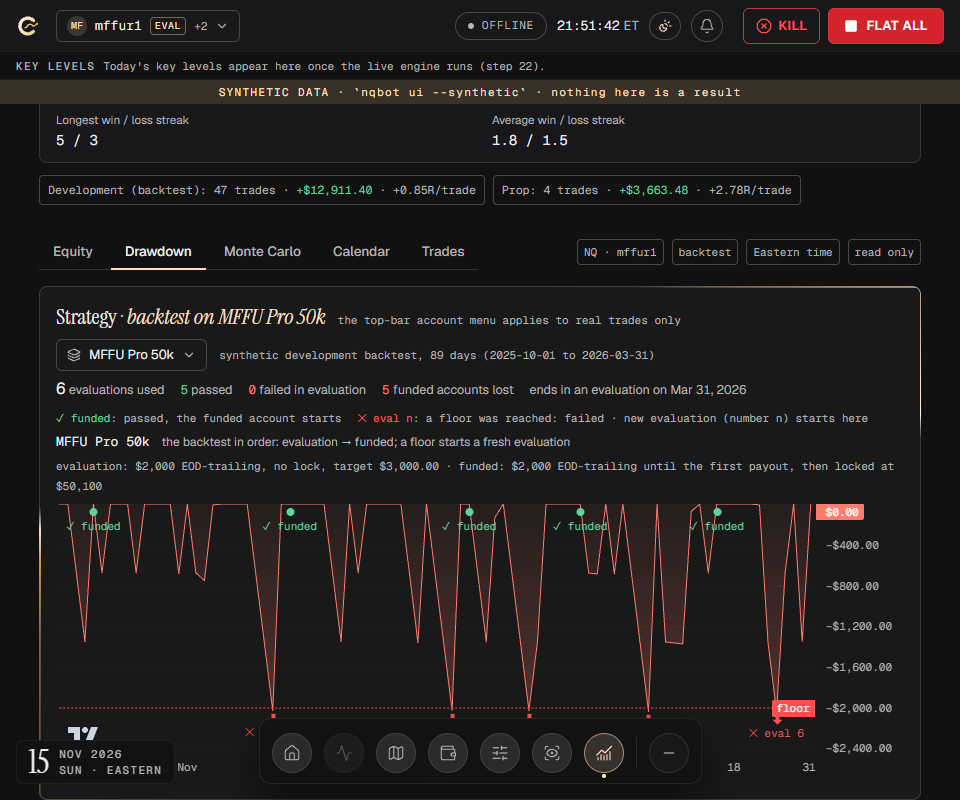 MF mffur1 EVAL +2 OFFLINE 21:51:42 ET KILL FLAT ALL
KEY LEVELS Today's key levels appear here once the live engine runs (step 22).
SYNTHETIC DATA · `nqbot ui --synthetic` · nothing here is a result
Longest win / loss streak Average win / loss streak
5 / 3 1.8 / 1.5
Development (backtest): 47 trades · +$12,911.40 · +0.85R/trade Prop: 4 trades · +$3,663.48 · +2.78R/trade
Equity Drawdown Monte Carlo Calendar Trades NQ · mffur1 backtest Eastern time read only
Strategy · backtest on MFFU Pro 50k the top-bar account menu applies to real trades only
MFFU Pro 50k synthetic development backtest, 89 days (2025-10-01 to 2026-03-31)
6 evaluations used 5 passed 0 failed in evaluation 5 funded accounts lost ends in an evaluation on Mar 31, 2026
✓ funded: passed, the funded account starts ✕ eval n: a floor was reached: failed · new evaluation (number n) starts here
MFFU Pro 50k the backtest in order: evaluation → funded; a floor starts a fresh evaluation
evaluation: $2,000 EOD-trailing, no lock, target $3,000.00 · funded: $2,000 EOD-trailing until the first payout, then locked at
$50,100
$0.00
✓ funded ✓ funded ✓ funded ✓ funded ✓ funded
−$400.00
−$800.00
−$1,200.00
−$1,600.00
floor −$2,000.00
✕ ✕ eval 6
−$2,400.00
15 NOV 2026
SUN · EASTERN
Nov 18 31